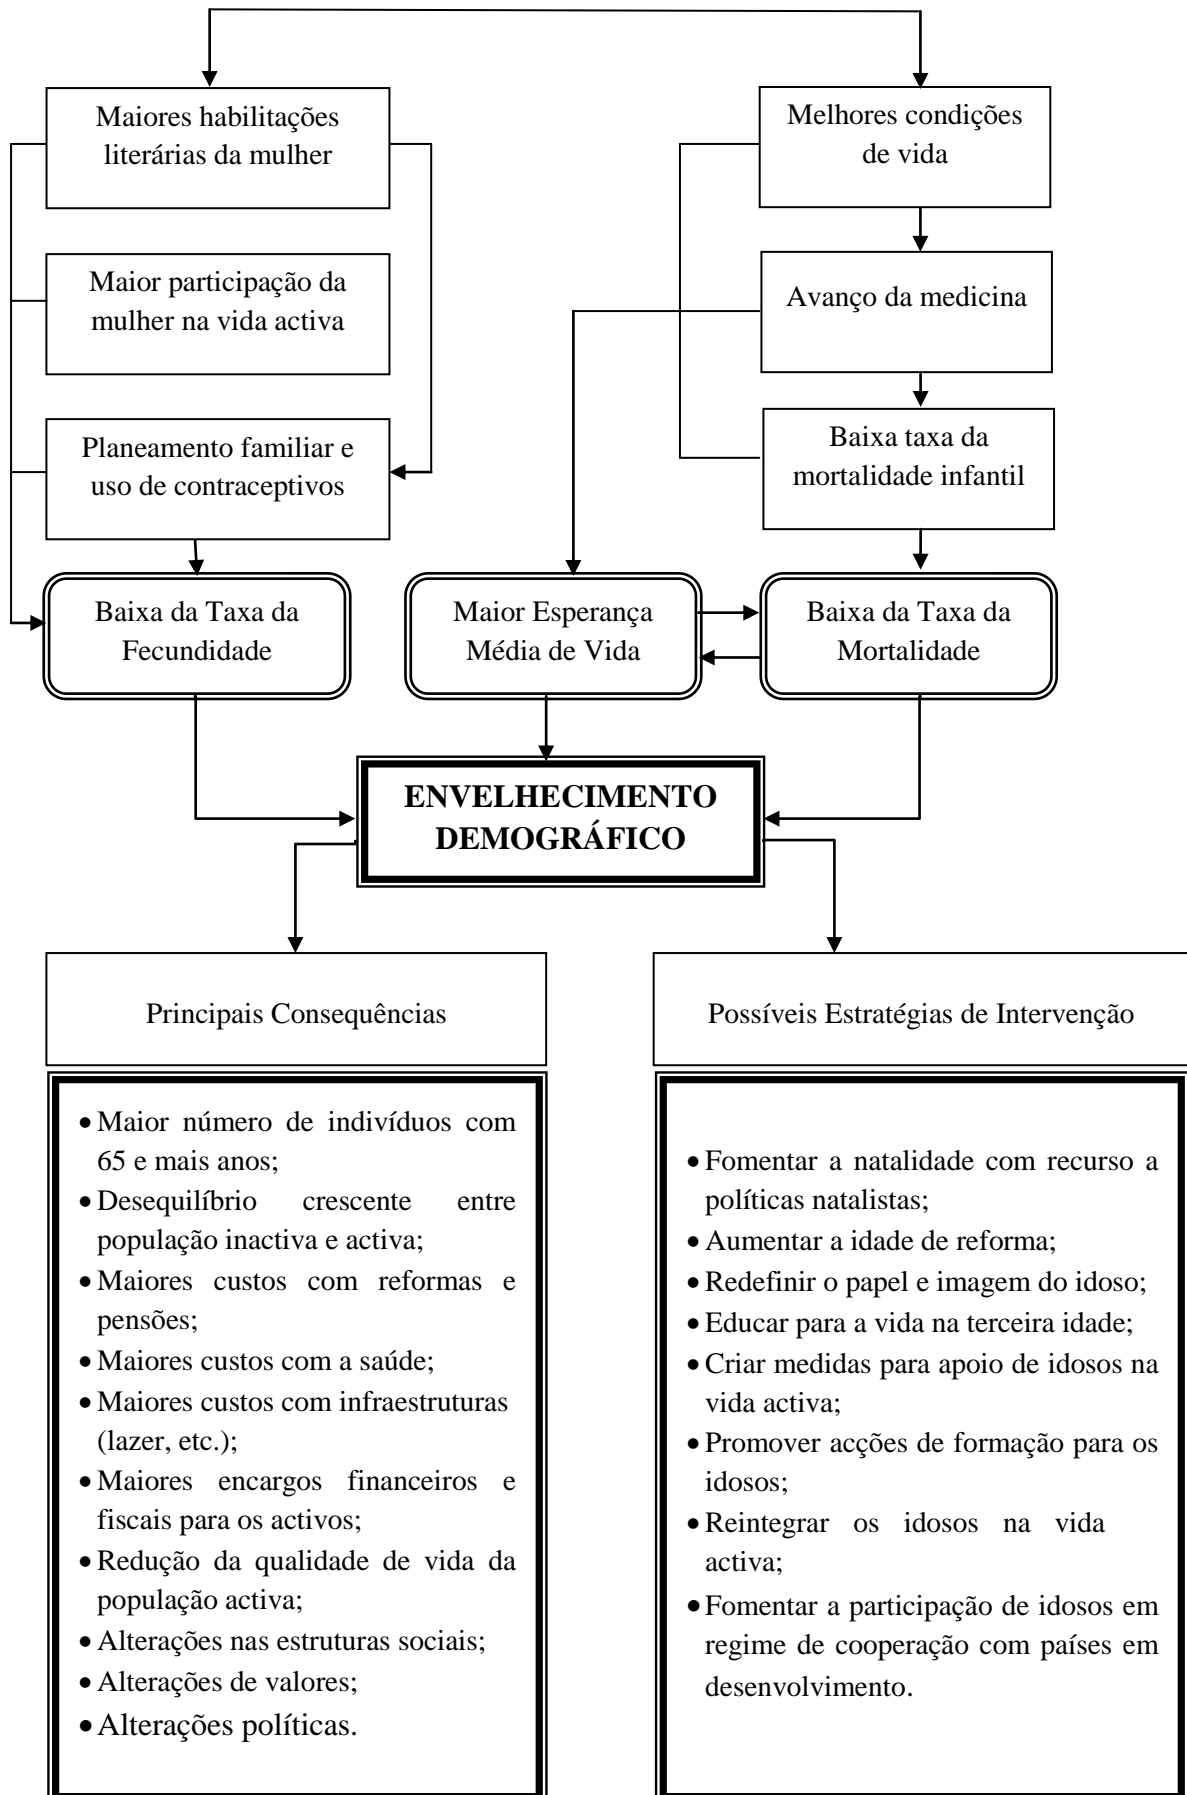 Maiores habilitações
literárias da mulher
Melhores condições
de vida
Maior participação da
mulher na vida activa
Avanço da medicina
Planeamento familiar e
uso de contraceptivos
Baixa taxa da
mortalidade infantil
Baixa da Taxa da
Fecundidade
Maior Esperança
Média de Vida
Baixa da Taxa da
Mortalidade
ENVELHECIMENTO
DEMOGRÁFICO
Principais Consequências
• Maior número de indivíduos com
65 e mais anos;
• Desequilíbrio crescente entre
população inactiva e activa;
• Maiores custos com reformas e
pensões;
• Maiores custos com a saúde;
• Maiores custos com infraestruturas
(lazer, etc.);
• Maiores encargos financeiros e
fiscais para os activos;
• Redução da qualidade de vida da
população activa;
• Alterações nas estruturas sociais;
• Alterações de valores;
• Alterações políticas.
Possíveis Estratégias de Intervenção
• Fomentar a natalidade com recurso a
políticas natalistas;
• Aumentar a idade de reforma;
• Redefinir o papel e imagem do idoso;
• Educar para a vida na terceira idade;
• Criar medidas para apoio de idosos na
vida activa;
• Promover acções de formação para os
idosos;
• Reintegrar os idosos na vida
activa;
• Fomentar a participação de idosos em
regime de cooperação com países em
desenvolvimento.